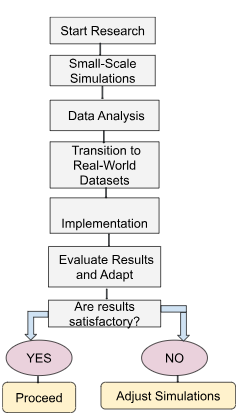 Start Research
Small-Scale
Simulations
Data Analysis
Transition to
Real-World
Datasets
Implementation
Evaluate Results
and Adapt
Are results
satisfactory?
YES
NO
Proceed
Adjust Simulations